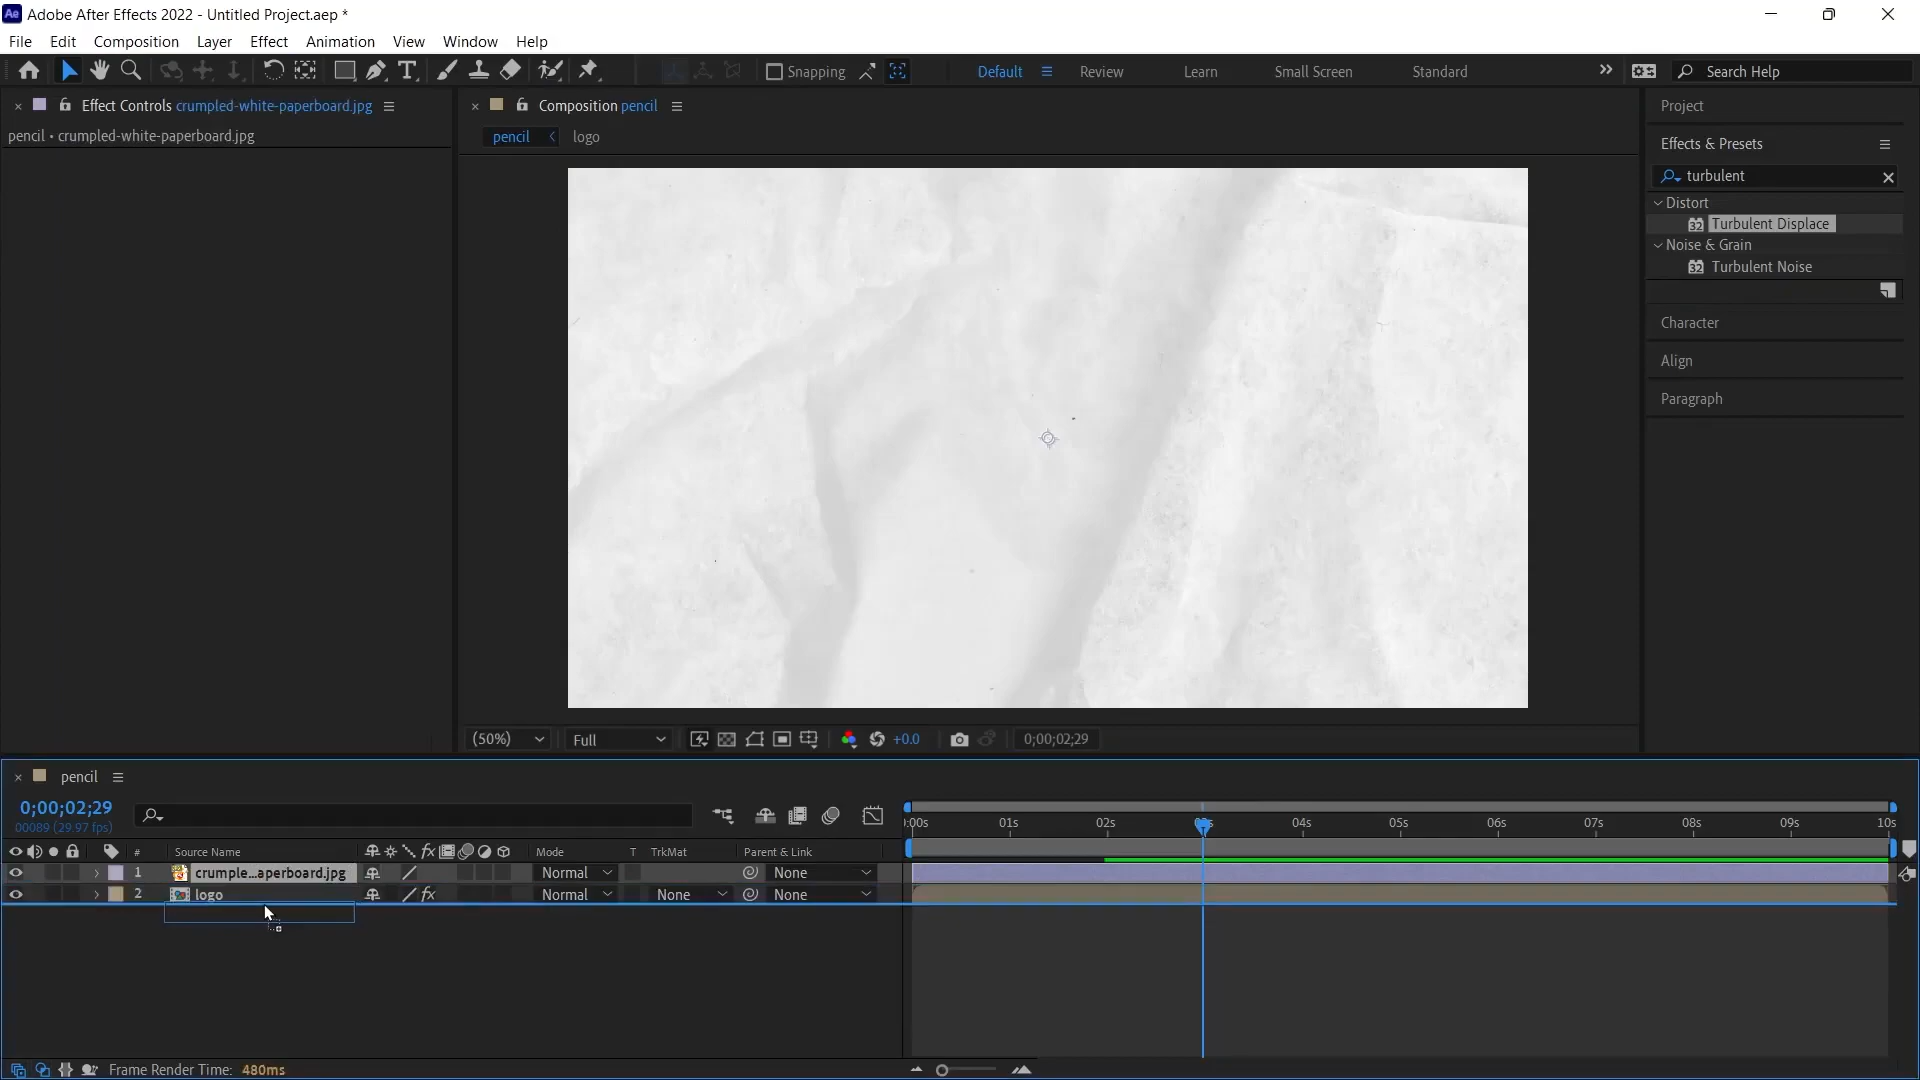 Adobe After Effects 2022 - Untitled Project.aep *
File Edit Composition Layer Effect Animation View Window Help
Snapping Default Review Learn Small Screen Standard Search Help
Effect Controls crumpled-white-paperboard.jpg
pencil • crumpled-white-paperboard.jpg
Composition pencil
pencil logo
Project
Effects & Presets
turbulent
Distort
32 Turbulent Displace
Noise & Grain
32 Turbulent Noise
Character
Align
Paragraph
(50%) Full +0.0 0;00;02;29
pencil
0;00;02;29
00089 (29.97 fps)
):00s 01s 02s 04s 05s 06s 07s 08s 09s 10s
# Source Name fx Mode T TrkMat Parent & Link
1 crumple...aperboard.jpg Normal None
2 logo fx Normal None None
Frame Render Time: 480ms